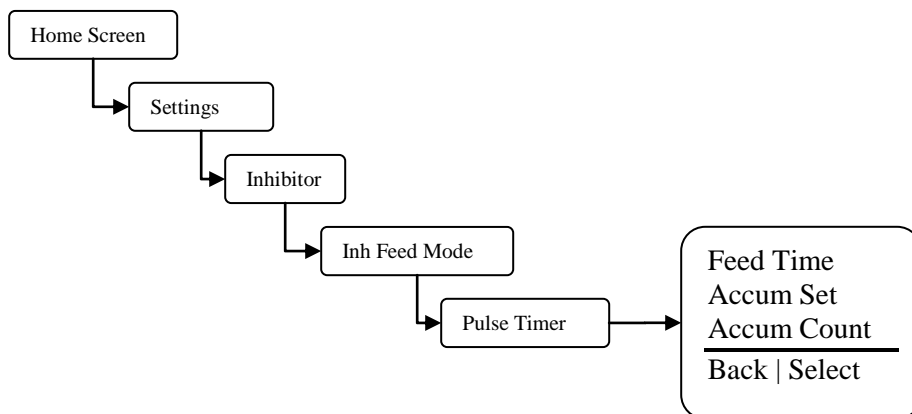 Home Screen
Settings
Inhibitor
Inh Feed Mode
Pulse Timer
Feed Time
Accum Set
Accum Count
Back | Select